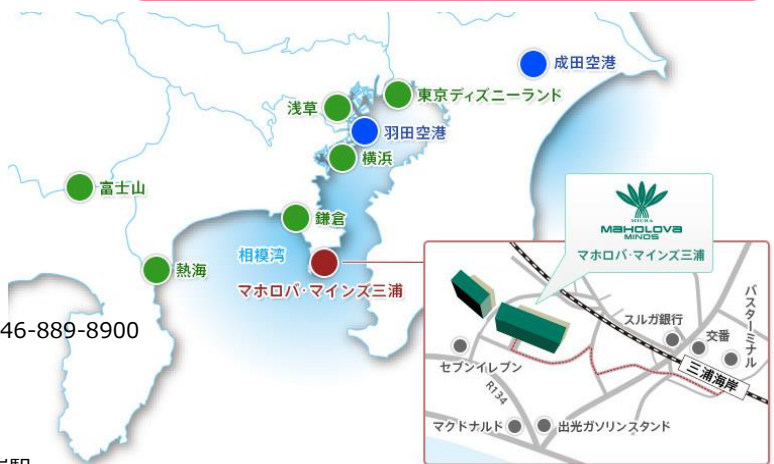 成田空港
東京ディズニーランド
浅草
羽田空港
横浜
富士山
鎌倉
相模湾
熱海
マホロバ・マインズ三浦
46-889-8900
MIURA
MAHOLOVA
MINDS
マホロバ・マインズ三浦
スルガ銀行
交番
バスターミナル
三浦海岸
セブンイレブン
R134
マクドナルド
出光ガソリンスタンド